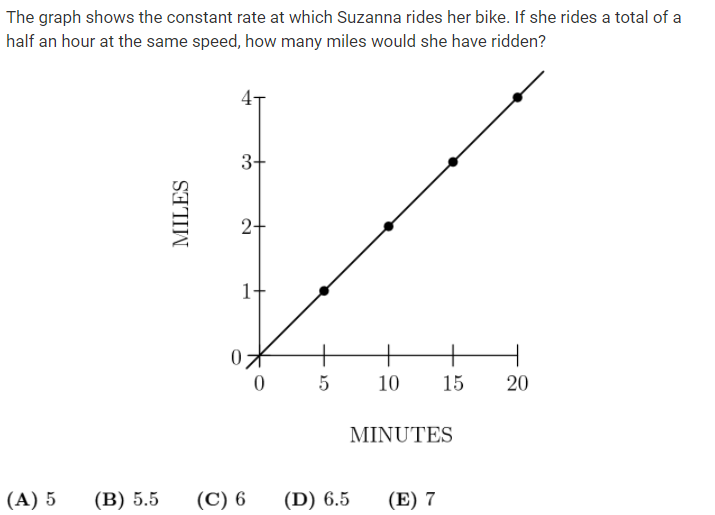 The graph shows the constant rate at which Suzanna rides her bike. If she rides a total of a
half an hour at the same speed, how many miles would she have ridden?
4
3
MILES
2
1
0
0 5 10 15 20
MINUTES
(A) 5 (B) 5.5 (C) 6 (D) 6.5 (E) 7